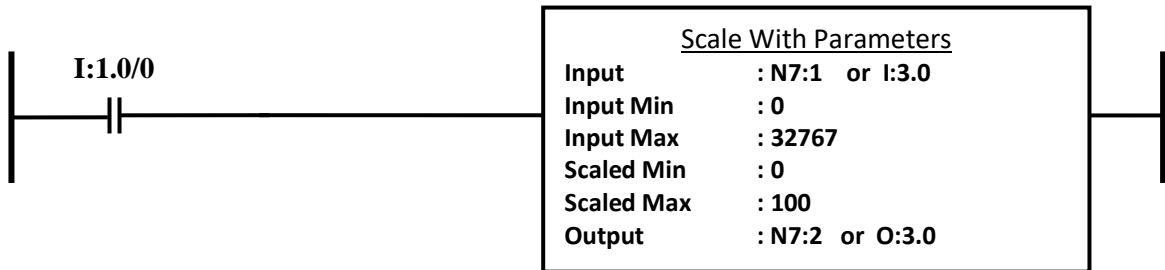 Scale With Parameters
I:1.0/0
Input : N7:1 or I:3.0
Input Min : 0
Input Max : 32767
Scaled Min : 0
Scaled Max : 100
Output : N7:2 or O:3.0